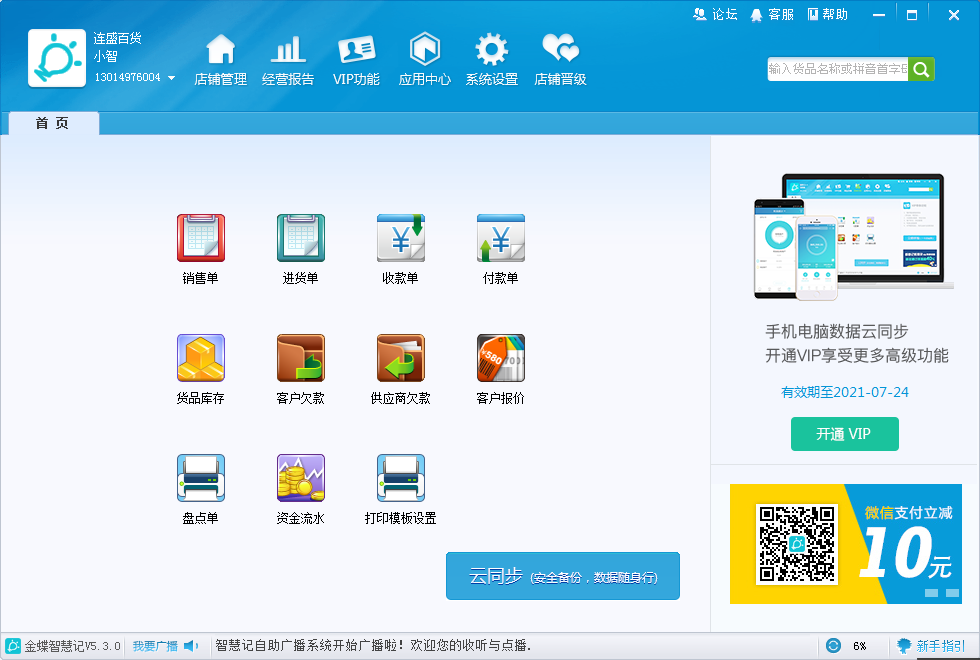 论坛 客服 帮助
连盛百货
小智
13014976004
店铺管理 经营报告 VIP功能 应用中心 系统设置 店铺晋级
输入货品名称或拼音首字母
首 页
销售单 进货单 收款单 付款单
货品库存 客户欠款 供应商欠款 客户报价
盘点单 资金流水 打印模板设置
云同步 (安全备份，数据随身行)
手机电脑数据云同步
开通VIP享受更多高级功能
有效期至2021-07-24
开通 VIP
微信支付立减
10元
金蝶智慧记V5.3.0 我要广播 智慧记自助广播系统开始广播啦！欢迎您的收听与点播.
6% 新手指引